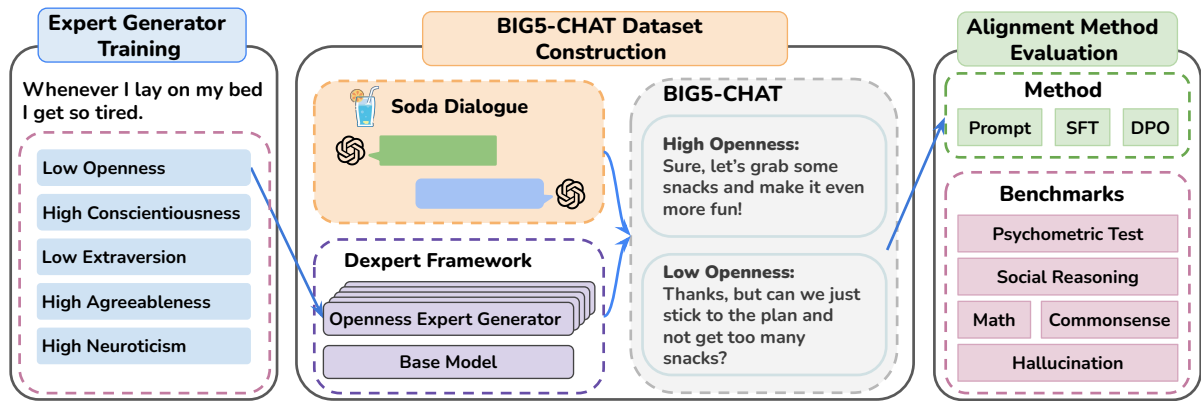 Expert Generator
Training
Whenever I lay on my bed
I get so tired.
Low Openness
High Conscientiousness
Low Extraversion
High Agreeableness
High Neuroticism
BIG5-CHAT Dataset
Construction
Soda Dialogue
Dexpert Framework
Openness Expert Generator
Base Model
BIG5-CHAT
High Openness:
Sure, let's grab some
snacks and make it even
more fun!
Low Openness:
Thanks, but can we just
stick to the plan and
not get too many
snacks?
Alignment Method
Evaluation
Method
Prompt SFT DPO
Benchmarks
Psychometric Test
Social Reasoning
Math Commonsense
Hallucination